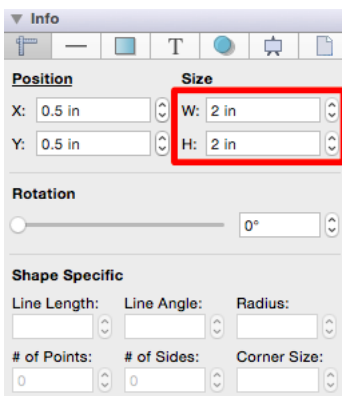 Info
T
Position Size
X: 0.5 in W: 2 in
Y: 0.5 in H: 2 in
Rotation
0°
Shape Specific
Line Length: Line Angle: Radius:
# of Points: # of Sides: Corner Size:
0 0